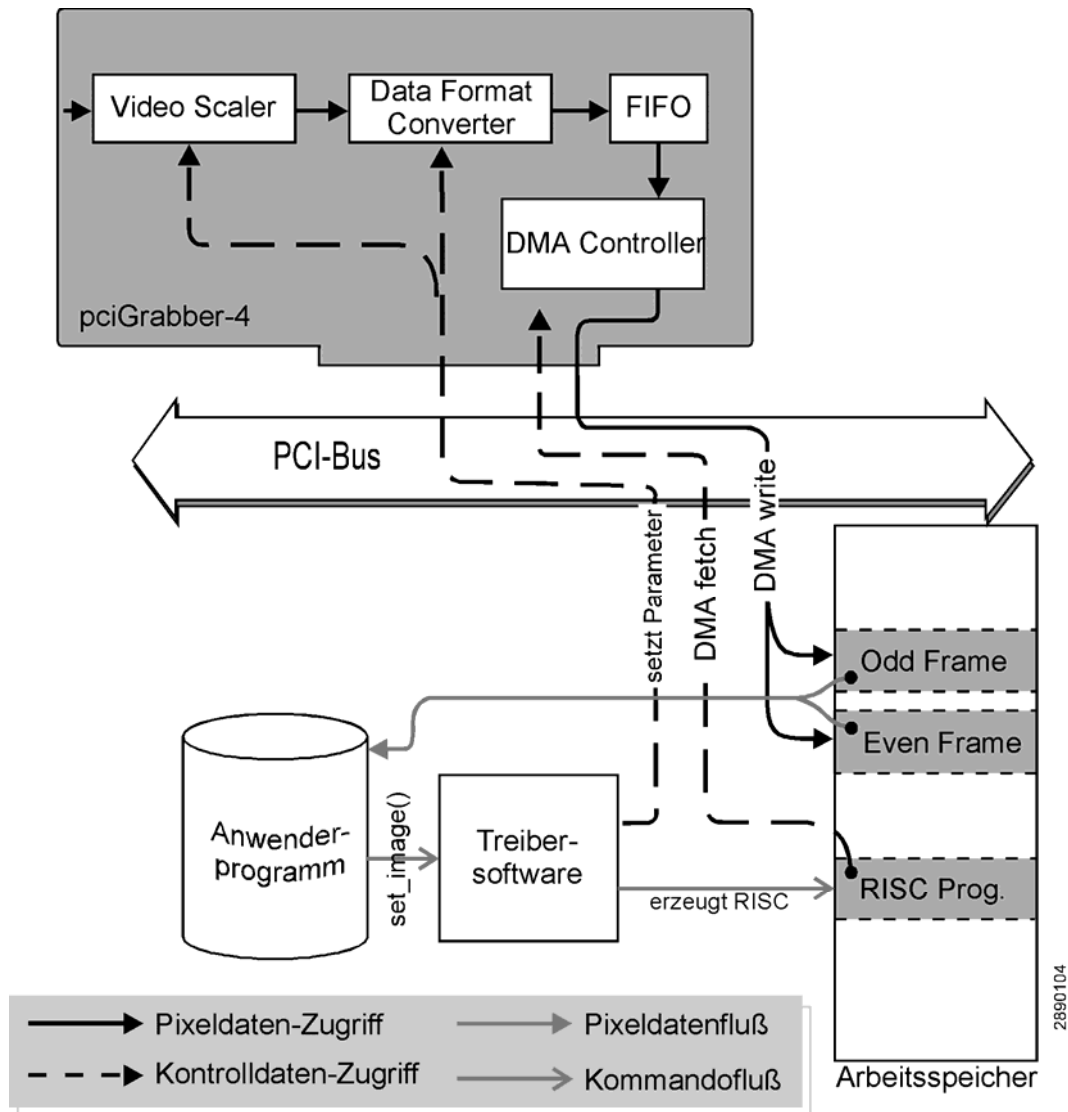 Video Scaler
Data Format
Converter
FIFO
DMA Controller
pciGrabber-4
PCI-Bus
setzt Parameter
DMA fetch
DMA write
Odd Frame
Even Frame
Anwender-
programm
set_image()
Treiber-
software
erzeugt RISC
RISC Prog.
2890104
Pixeldaten-Zugriff
Pixeldatenfluß
Kontrolldaten-Zugriff
Kommandofluß
Arbeitsspeicher